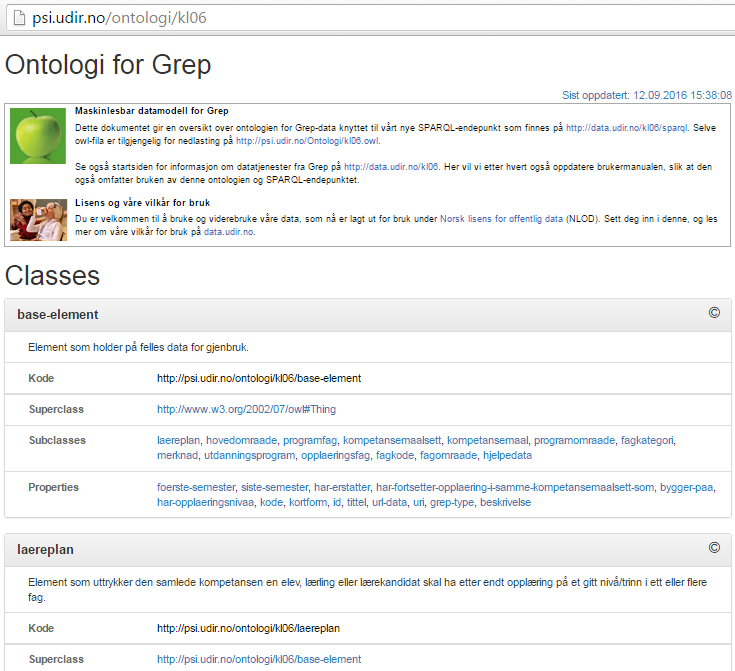 psi.udir.no/ontologi/kl06
Ontologi for Grep
Sist oppdatert: 12.09.2016 15:38:08
Maskinlesbar datamodell for Grep
Dette dokumentet gir en oversikt over ontologien for Grep-data knyttet til vårt nye SPARQL-endepunkt som finnes på http://data.udir.no/kl06/sparql. Selve
owl-fila er tilgjengelig for nedlasting på http://psi.udir.no/Ontologi/kl06.owl.
Se også startsiden for informasjon om datatjenester fra Grep på http://data.udir.no/kl06. Her vil vi etter hvert også oppdatere brukermanualen, slik at den
også omfatter bruken av denne ontologien og SPARQL-endepunktet.
Lisens og våre vilkår for bruk
Du er velkommen til å bruke og viderebruke våre data, som nå er lagt ut for bruk under Norsk lisens for offentlig data (NLOD). Sett deg inn i denne, og les
mer om våre vilkår for bruk på data.udir.no.
Classes
base-element ©
Element som holder på felles data for gjenbruk.
Kode http://psi.udir.no/ontologi/kl06/base-element
Superclass http://www.w3.org/2002/07/owl#Thing
Subclasses laereplan, hovedomraade, programfag, kompetansemaalsett, kompetansemaal, programomraade, fagkategori,
merknad, utdanningsprogram, opplaeringsfag, fagkode, fagomraade, hjelpedata
Properties foerste-semester, siste-semester, har-erstatter, har-fortsetter-opplaering-i-samme-kompetansemaalsett-som, bygger-paa,
har-opplaeringsnivaa, kode, kortform, id, tittel, url-data, uri, grep-type, beskrivelse
laereplan ©
Element som uttrykker den samlede kompetansen en elev, lærling eller lærekandidat skal ha etter endt opplæring på et gitt nivå/trinn i ett eller flere
fag.
Kode http://psi.udir.no/ontologi/kl06/laereplan
Superclass http://psi.udir.no/ontologi/kl06/base-element